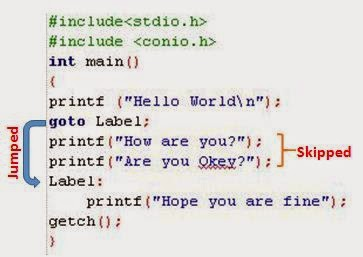 #include<stdio.h>
#include <conio.h>
int main()
{
printf ("Hello World\n");
goto Label;
printf("How are you?");
printf("Are you Okey?");
Label:
printf("Hope you are fine");
getch();
}
Jumped
Skipped